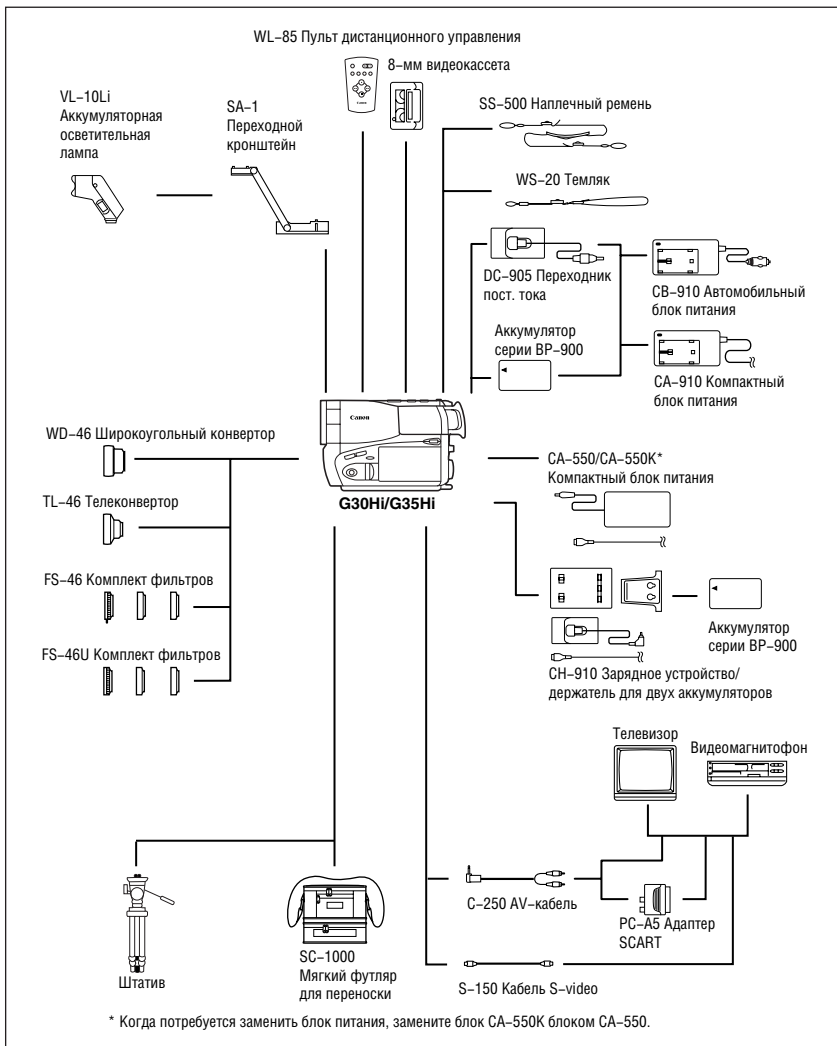 WL–85 Пульт дистанционного управления
8–мм видеокассета
VL–10Li
Аккумуляторная
осветительная
лампа
SA–1
Переходной
кронштейн
Canon
SS–500 Наплечный ремень
WS–20 Темляк
DC–905 Переходник
пост. тока
CB–910 Автомобильный
блок питания
Аккумулятор
серии BP–900
CA–910 Компактный
блок питания
Canon
G30Hi/G35Hi
WD–46 Широкоугольный конвертор
TL–46 Телеконвертор
FS–46 Комплект фильтров
FS–46U Комплект фильтров
CA–550/CA–550K*
Компактный блок питания
Аккумулятор
серии BP–900
CH–910 Зарядное устройство/
держатель для двух аккумуляторов
Телевизор
Видеомагнитофон
C–250 AV–кабель
PC–A5 Адаптер
SCART
S–150 Кабель S–video
Штатив
SC–1000
Мягкий футляр
для переноски
* Когда потребуется заменить блок питания, замените блок CA–550K блоком CA–550.